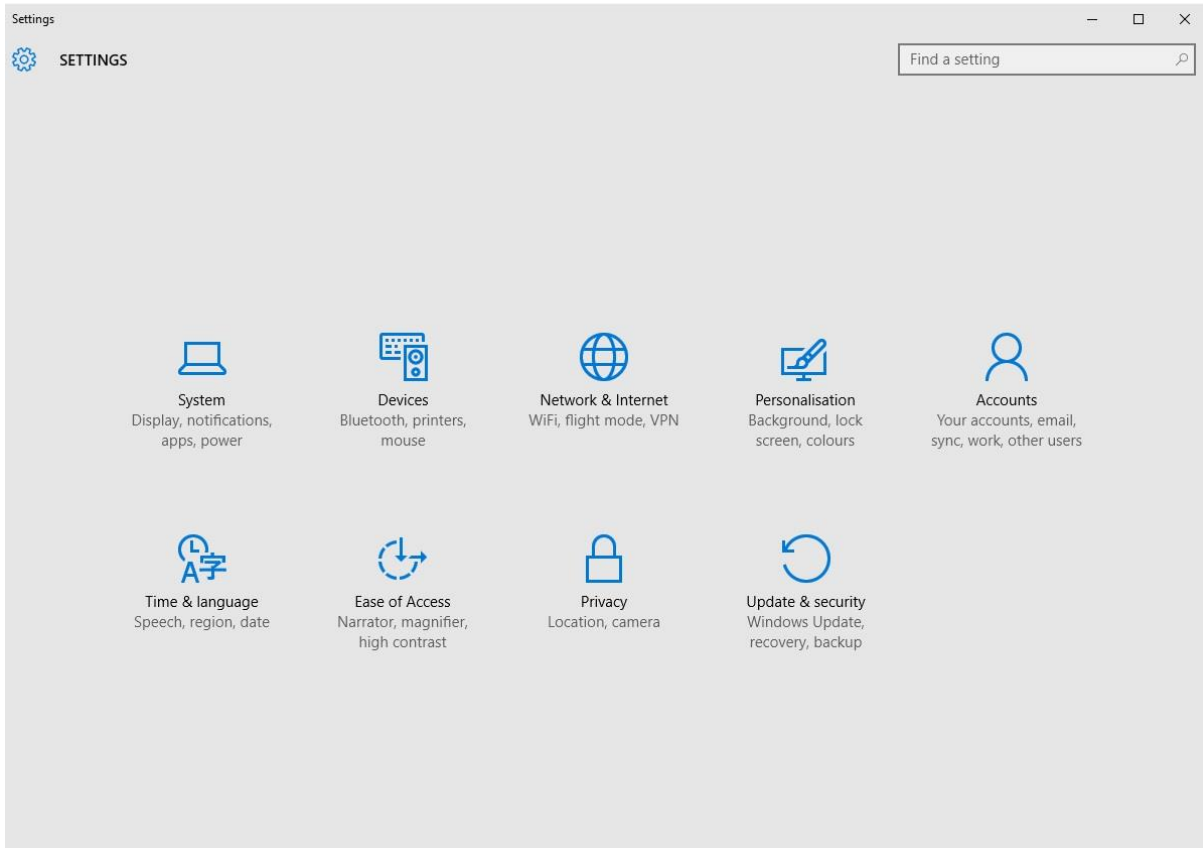 Settings
SETTINGS
Find a setting
System
Display, notifications,
apps, power
Devices
Bluetooth, printers,
mouse
Network & Internet
WiFi, flight mode, VPN
Personalisation
Background, lock
screen, colours
Accounts
Your accounts, email,
sync, work, other users
A字
Time & language
Speech, region, date
Ease of Access
Narrator, magnifier,
high contrast
Privacy
Location, camera
Update & security
Windows Update,
recovery, backup